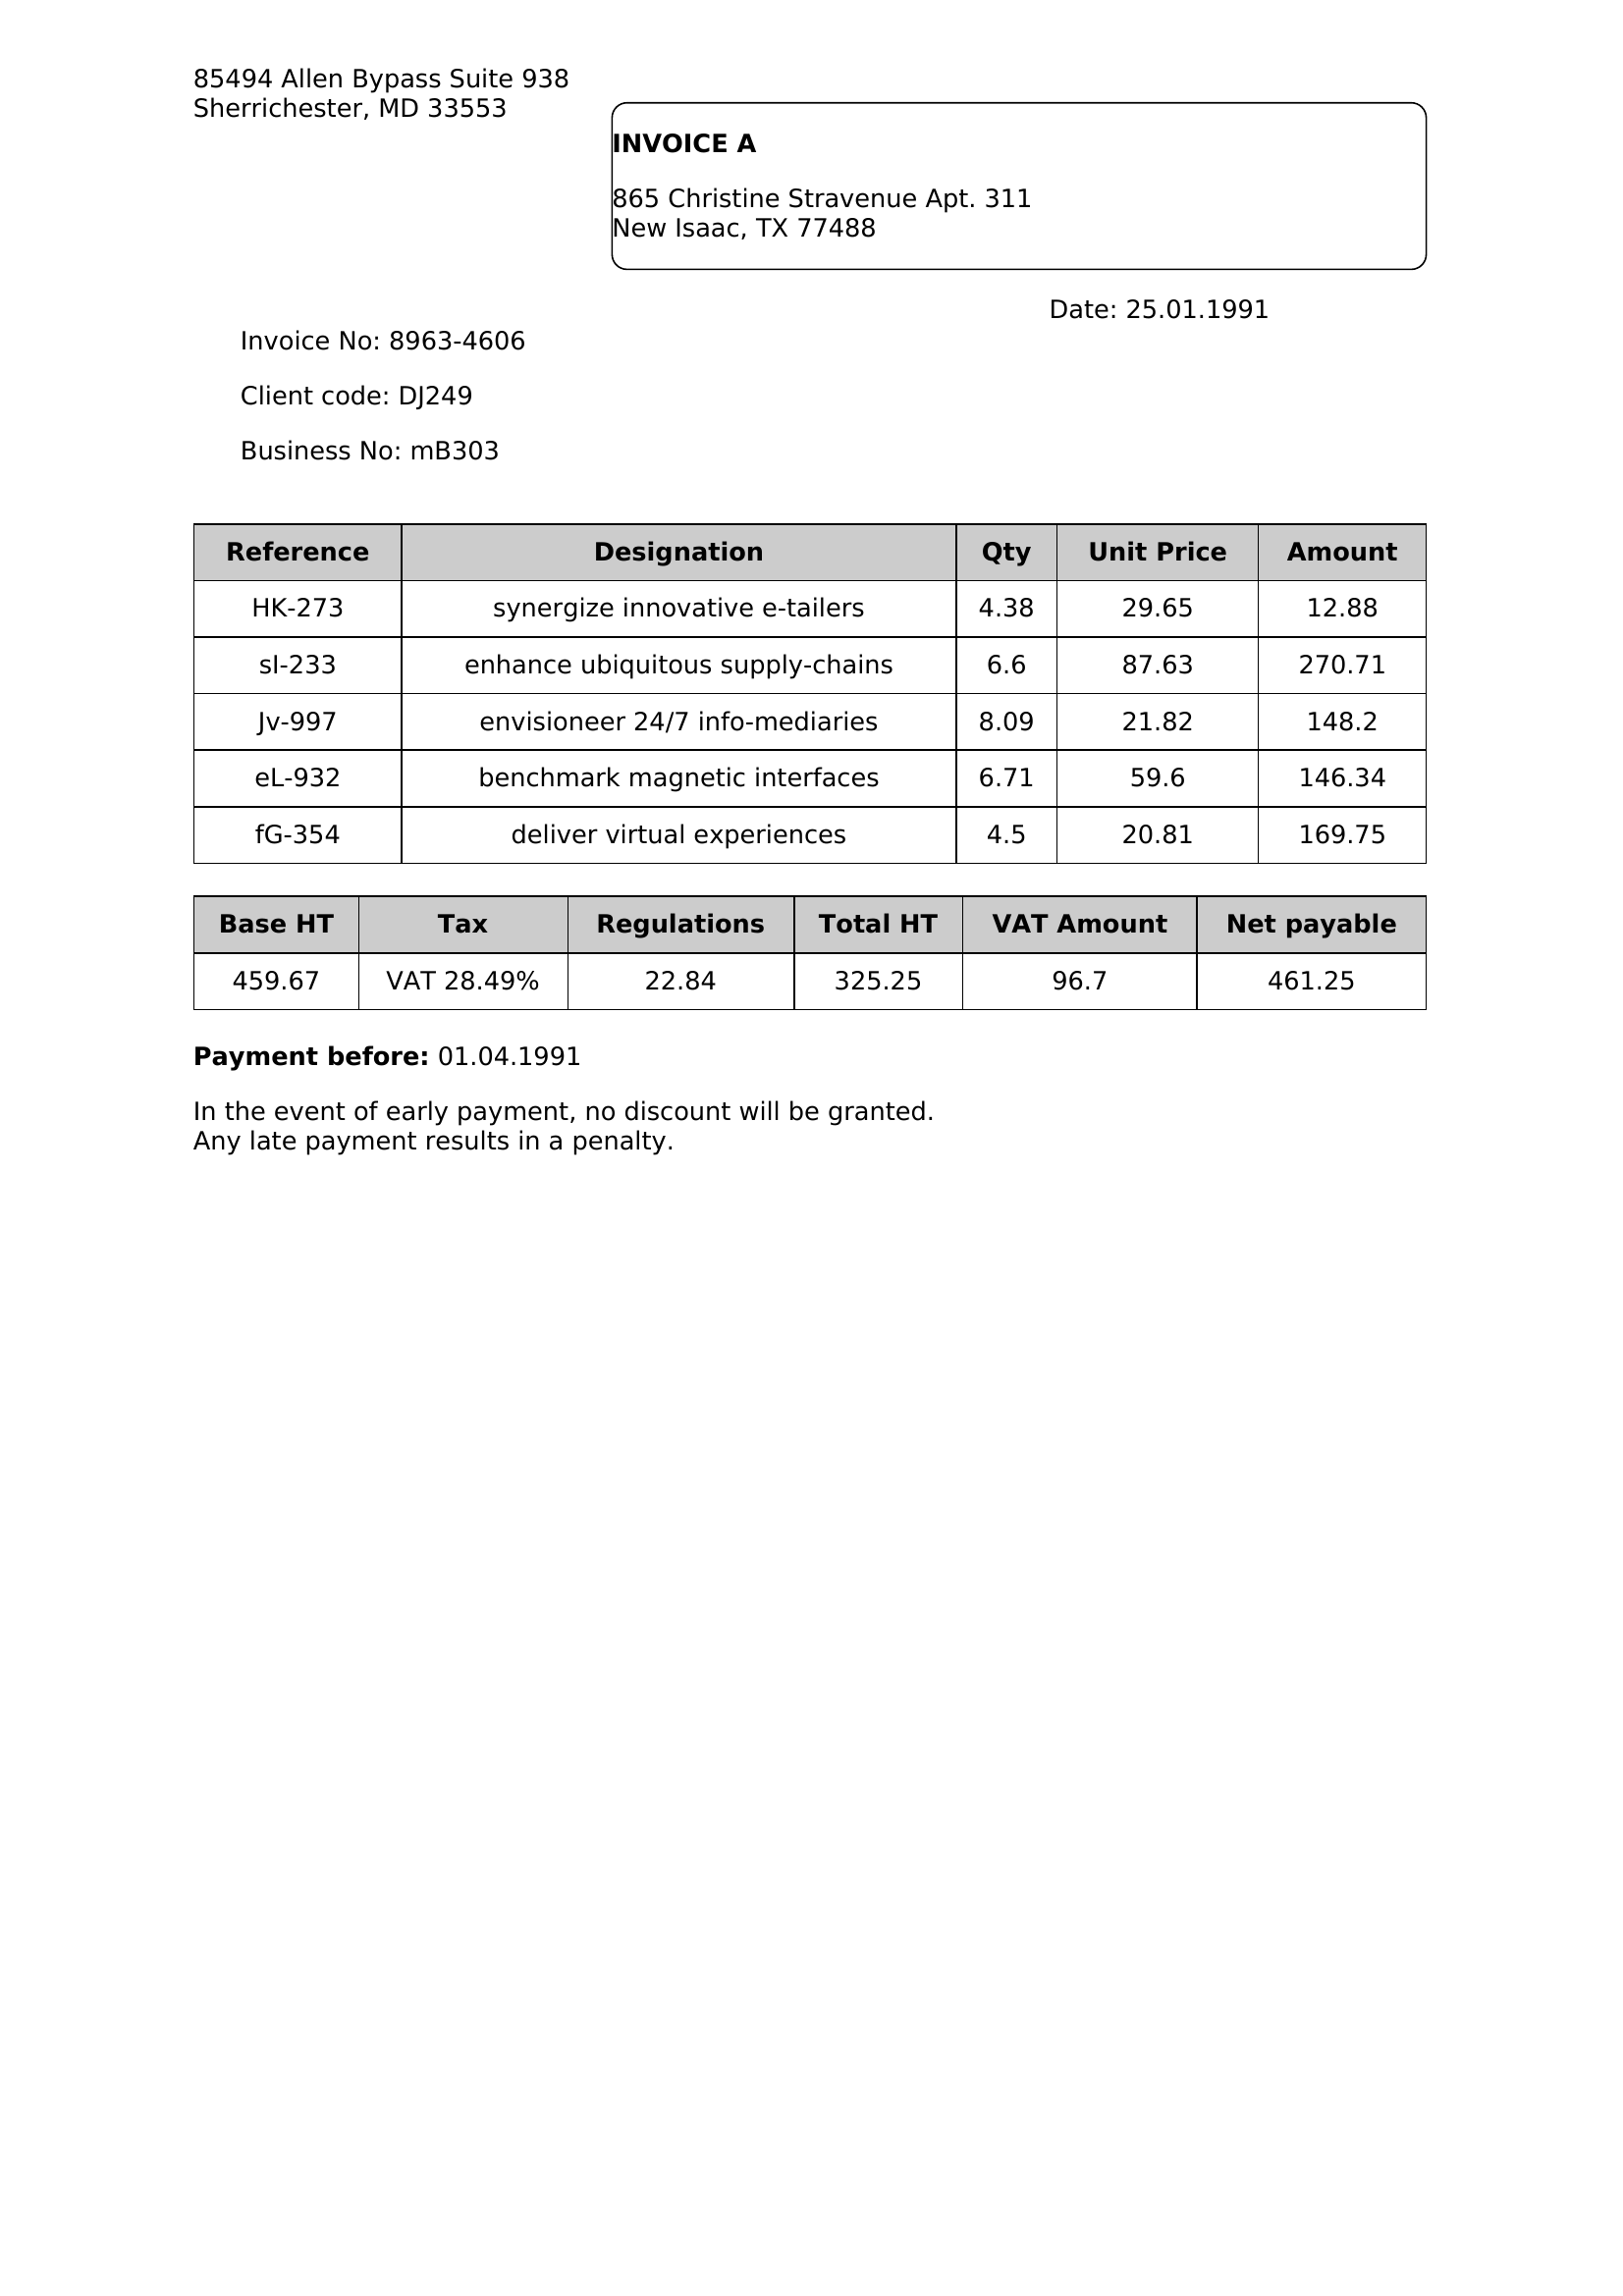 85494 Allen Bypass Suite 938
Sherrichester, MD 33553
INVOICE A
865 Christine Stravenue Apt. 311
New Isaac, TX 77488
Date: 25.01.1991
Invoice No: 8963-4606
Client code: DJ249
Business No: mB303
Reference Designation Qty Unit Price Amount
HK-273 synergize innovative e-tailers 4.38 29.65 12.88
sI-233 enhance ubiquitous supply-chains 6.6 87.63 270.71
Jv-997 envisioneer 24/7 info-mediaries 8.09 21.82 148.2
eL-932 benchmark magnetic interfaces 6.71 59.6 146.34
fG-354 deliver virtual experiences 4.5 20.81 169.75
Base HT Tax Regulations Total HT VAT Amount Net payable
459.67 VAT 28.49% 22.84 325.25 96.7 461.25
Payment before: 01.04.1991
In the event of early payment, no discount will be granted.
Any late payment results in a penalty.